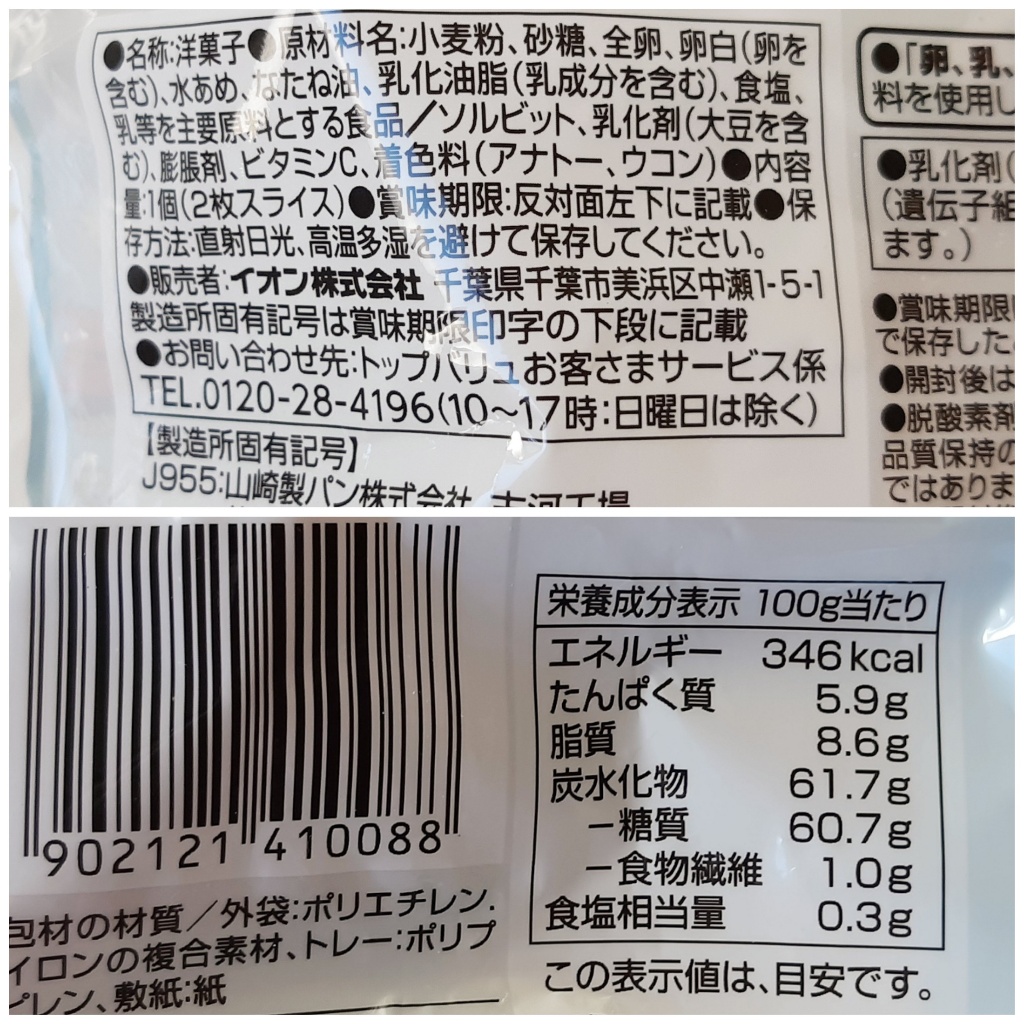 ●名称:洋菓子●原材料名:小麦粉、砂糖、全卵、卵白(卵を
含む)、水あめ、なたね油、乳化油脂(乳成分を含む)、食塩、
乳等を主要原料とする食品/ソルビット、乳化剤(大豆を含
む)、膨脹剤、ビタミンC、着色料(アナトー、ウコン)●内容
量:1個(2枚スライス)●賞味期限:反対面左下に記載●保
存方法:直射日光、高温多湿を避けて保存してください。
●販売者:イオン株式会社 千葉県千葉市美浜区中瀬1-5-1
製造所固有記号は賞味期限印字の下段に記載
●お問い合わせ先:トップバリュお客さまサービス係
TEL.0120-28-4196(10~17時:日曜日は除く)
【製造所固有記号】
J955:山崎製パン株式会社 古河工場
●「卵、乳、
料を使用し
●乳化剤(
(遺伝子組
ます。)
●賞味期限
で保存した
●開封後は
●脱酸素剤
品質保持の
ではありま
902121 410088
包材の材質/外袋:ポリエチレン、
イロンの複合素材、トレー:ポリプ
ピレン、敷紙:紙
栄養成分表示 100g当たり
エネルギー 346kcal
たんぱく質 5.9g
脂質 8.6g
炭水化物 61.7g
-糖質 60.7g
-食物繊維 1.0g
食塩相当量 0.3g
この表示値は、目安です。